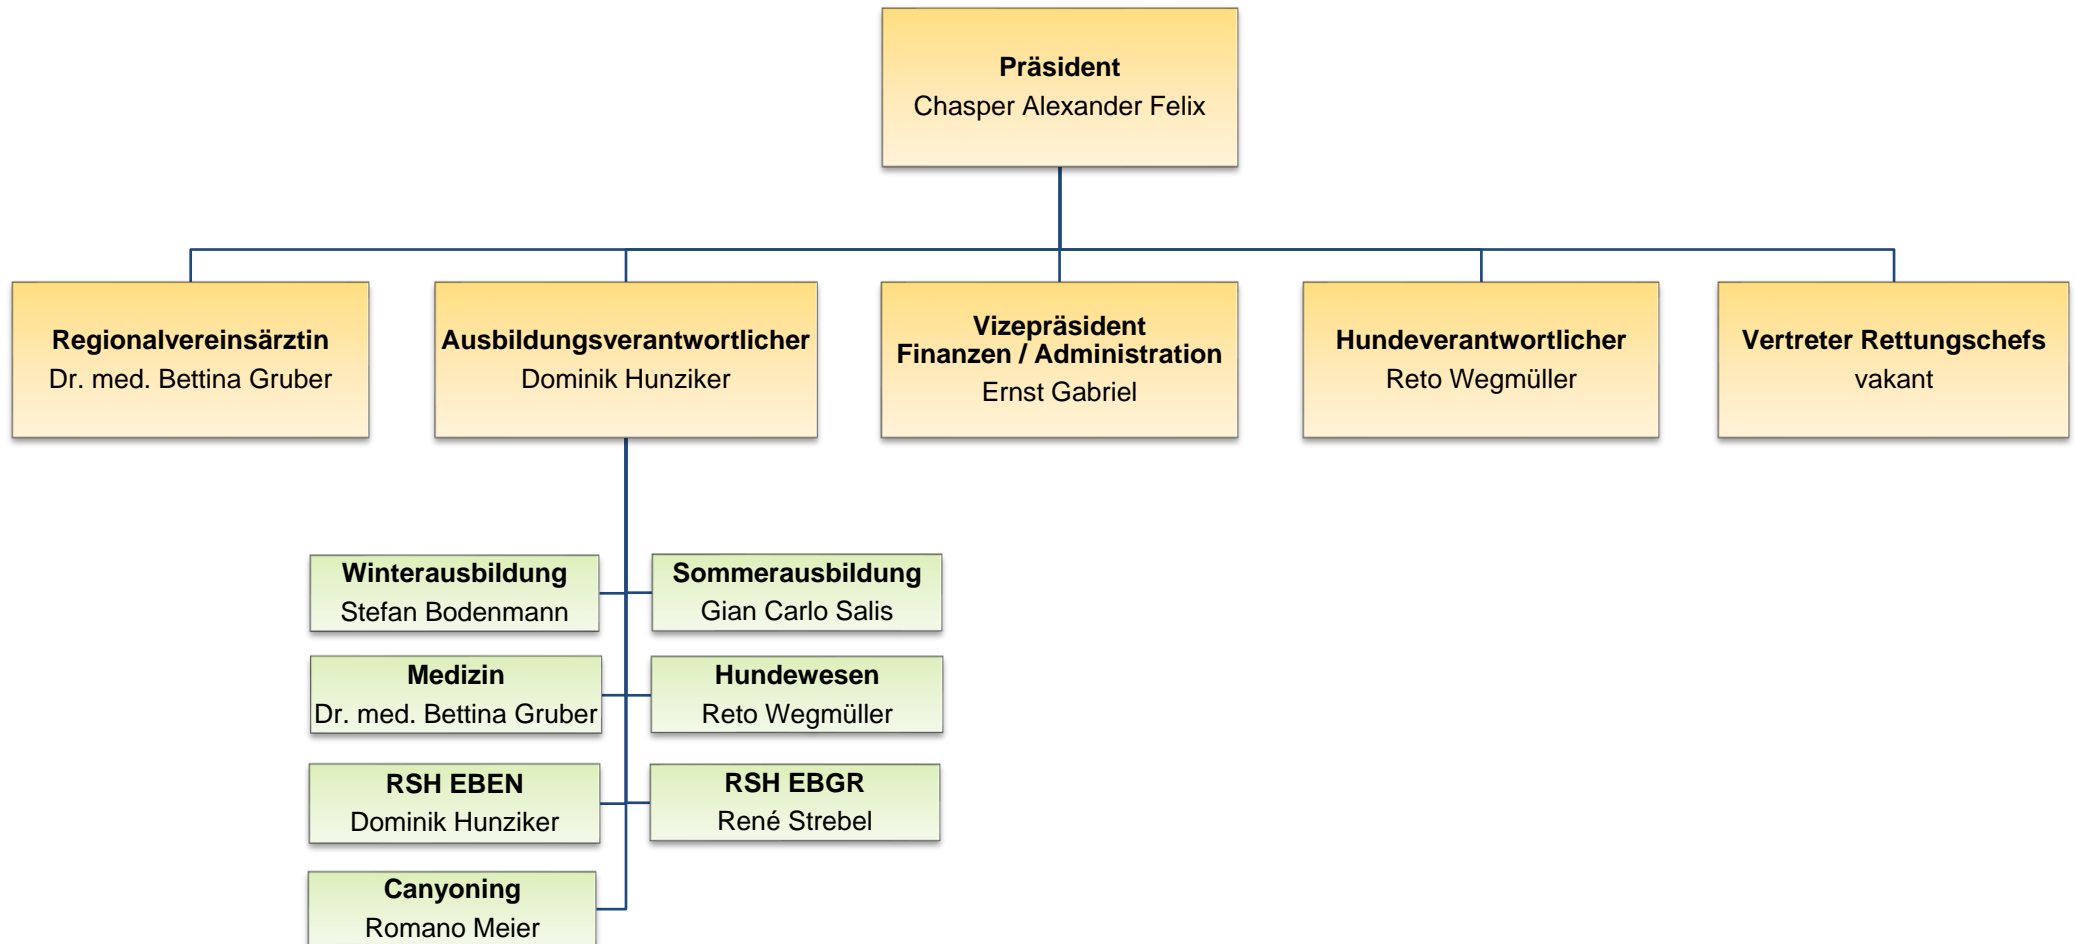 Präsident
Chasper Alexander Felix
Regionalvereinsärztin
Dr. med. Bettina Gruber
Ausbildungsverantwortlicher
Dominik Hunziker
Vizepräsident
Finanzen / Administration
Ernst Gabriel
Hundeverantwortlicher
Reto Wegmüller
Vertreter Rettungschefs
vakant
Winterausbildung
Stefan Bodenmann
Sommerausbildung
Gian Carlo Salis
Medizin
Dr. med. Bettina Gruber
Hundewesen
Reto Wegmüller
RSH EBEN
Dominik Hunziker
RSH EBGR
René Strebel
Canyoning
Romano Meier